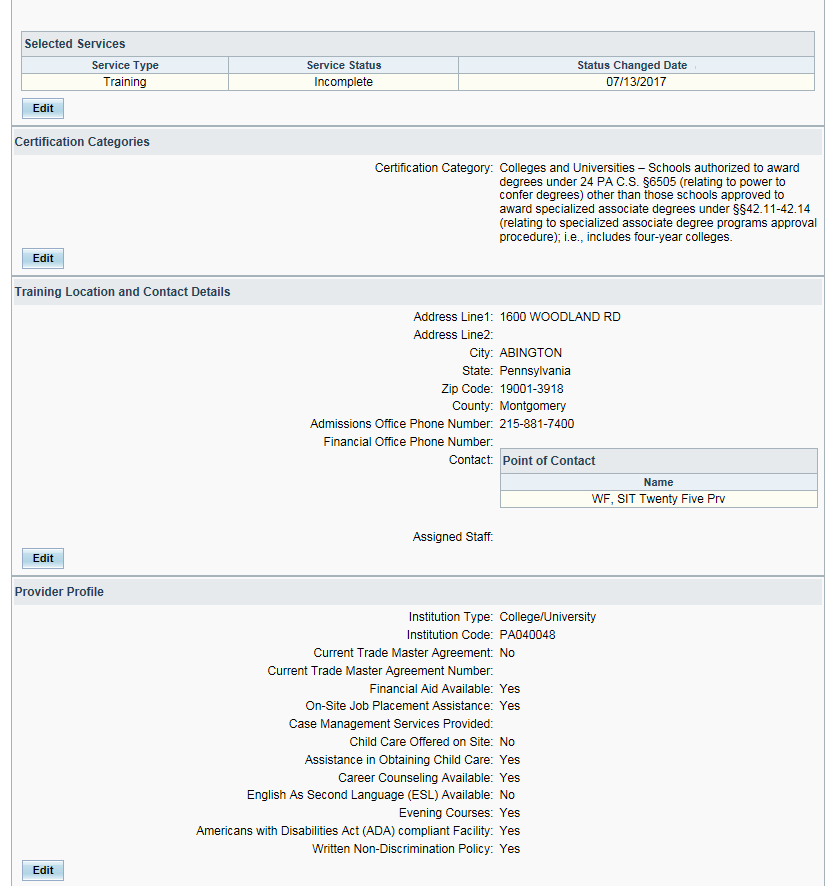 Selected Services
Service Type Service Status Status Changed Date
Training Incomplete 07/13/2017
Edit
Certification Categories
Certification Category: Colleges and Universities – Schools authorized to award
degrees under 24 PA C.S. §6505 (relating to power to
confer degrees) other than those schools approved to
award specialized associate degrees under §§42.11-42.14
(relating to specialized associate degree programs approval
procedure); i.e., includes four-year colleges.
Edit
Training Location and Contact Details
Address Line1: 1600 WOODLAND RD
Address Line2:
City: ABINGTON
State: Pennsylvania
Zip Code: 19001-3918
County: Montgomery
Admissions Office Phone Number: 215-881-7400
Financial Office Phone Number:
Contact: Point of Contact
Name
WF, SIT Twenty Five Prv
Assigned Staff:
Edit
Provider Profile
Institution Type: College/University
Institution Code: PA040048
Current Trade Master Agreement: No
Current Trade Master Agreement Number:
Financial Aid Available: Yes
On-Site Job Placement Assistance: Yes
Case Management Services Provided:
Child Care Offered on Site: No
Assistance in Obtaining Child Care: Yes
Career Counseling Available: Yes
English As Second Language (ESL) Available: No
Evening Courses: Yes
Americans with Disabilities Act (ADA) compliant Facility: Yes
Written Non-Discrimination Policy: Yes
Edit